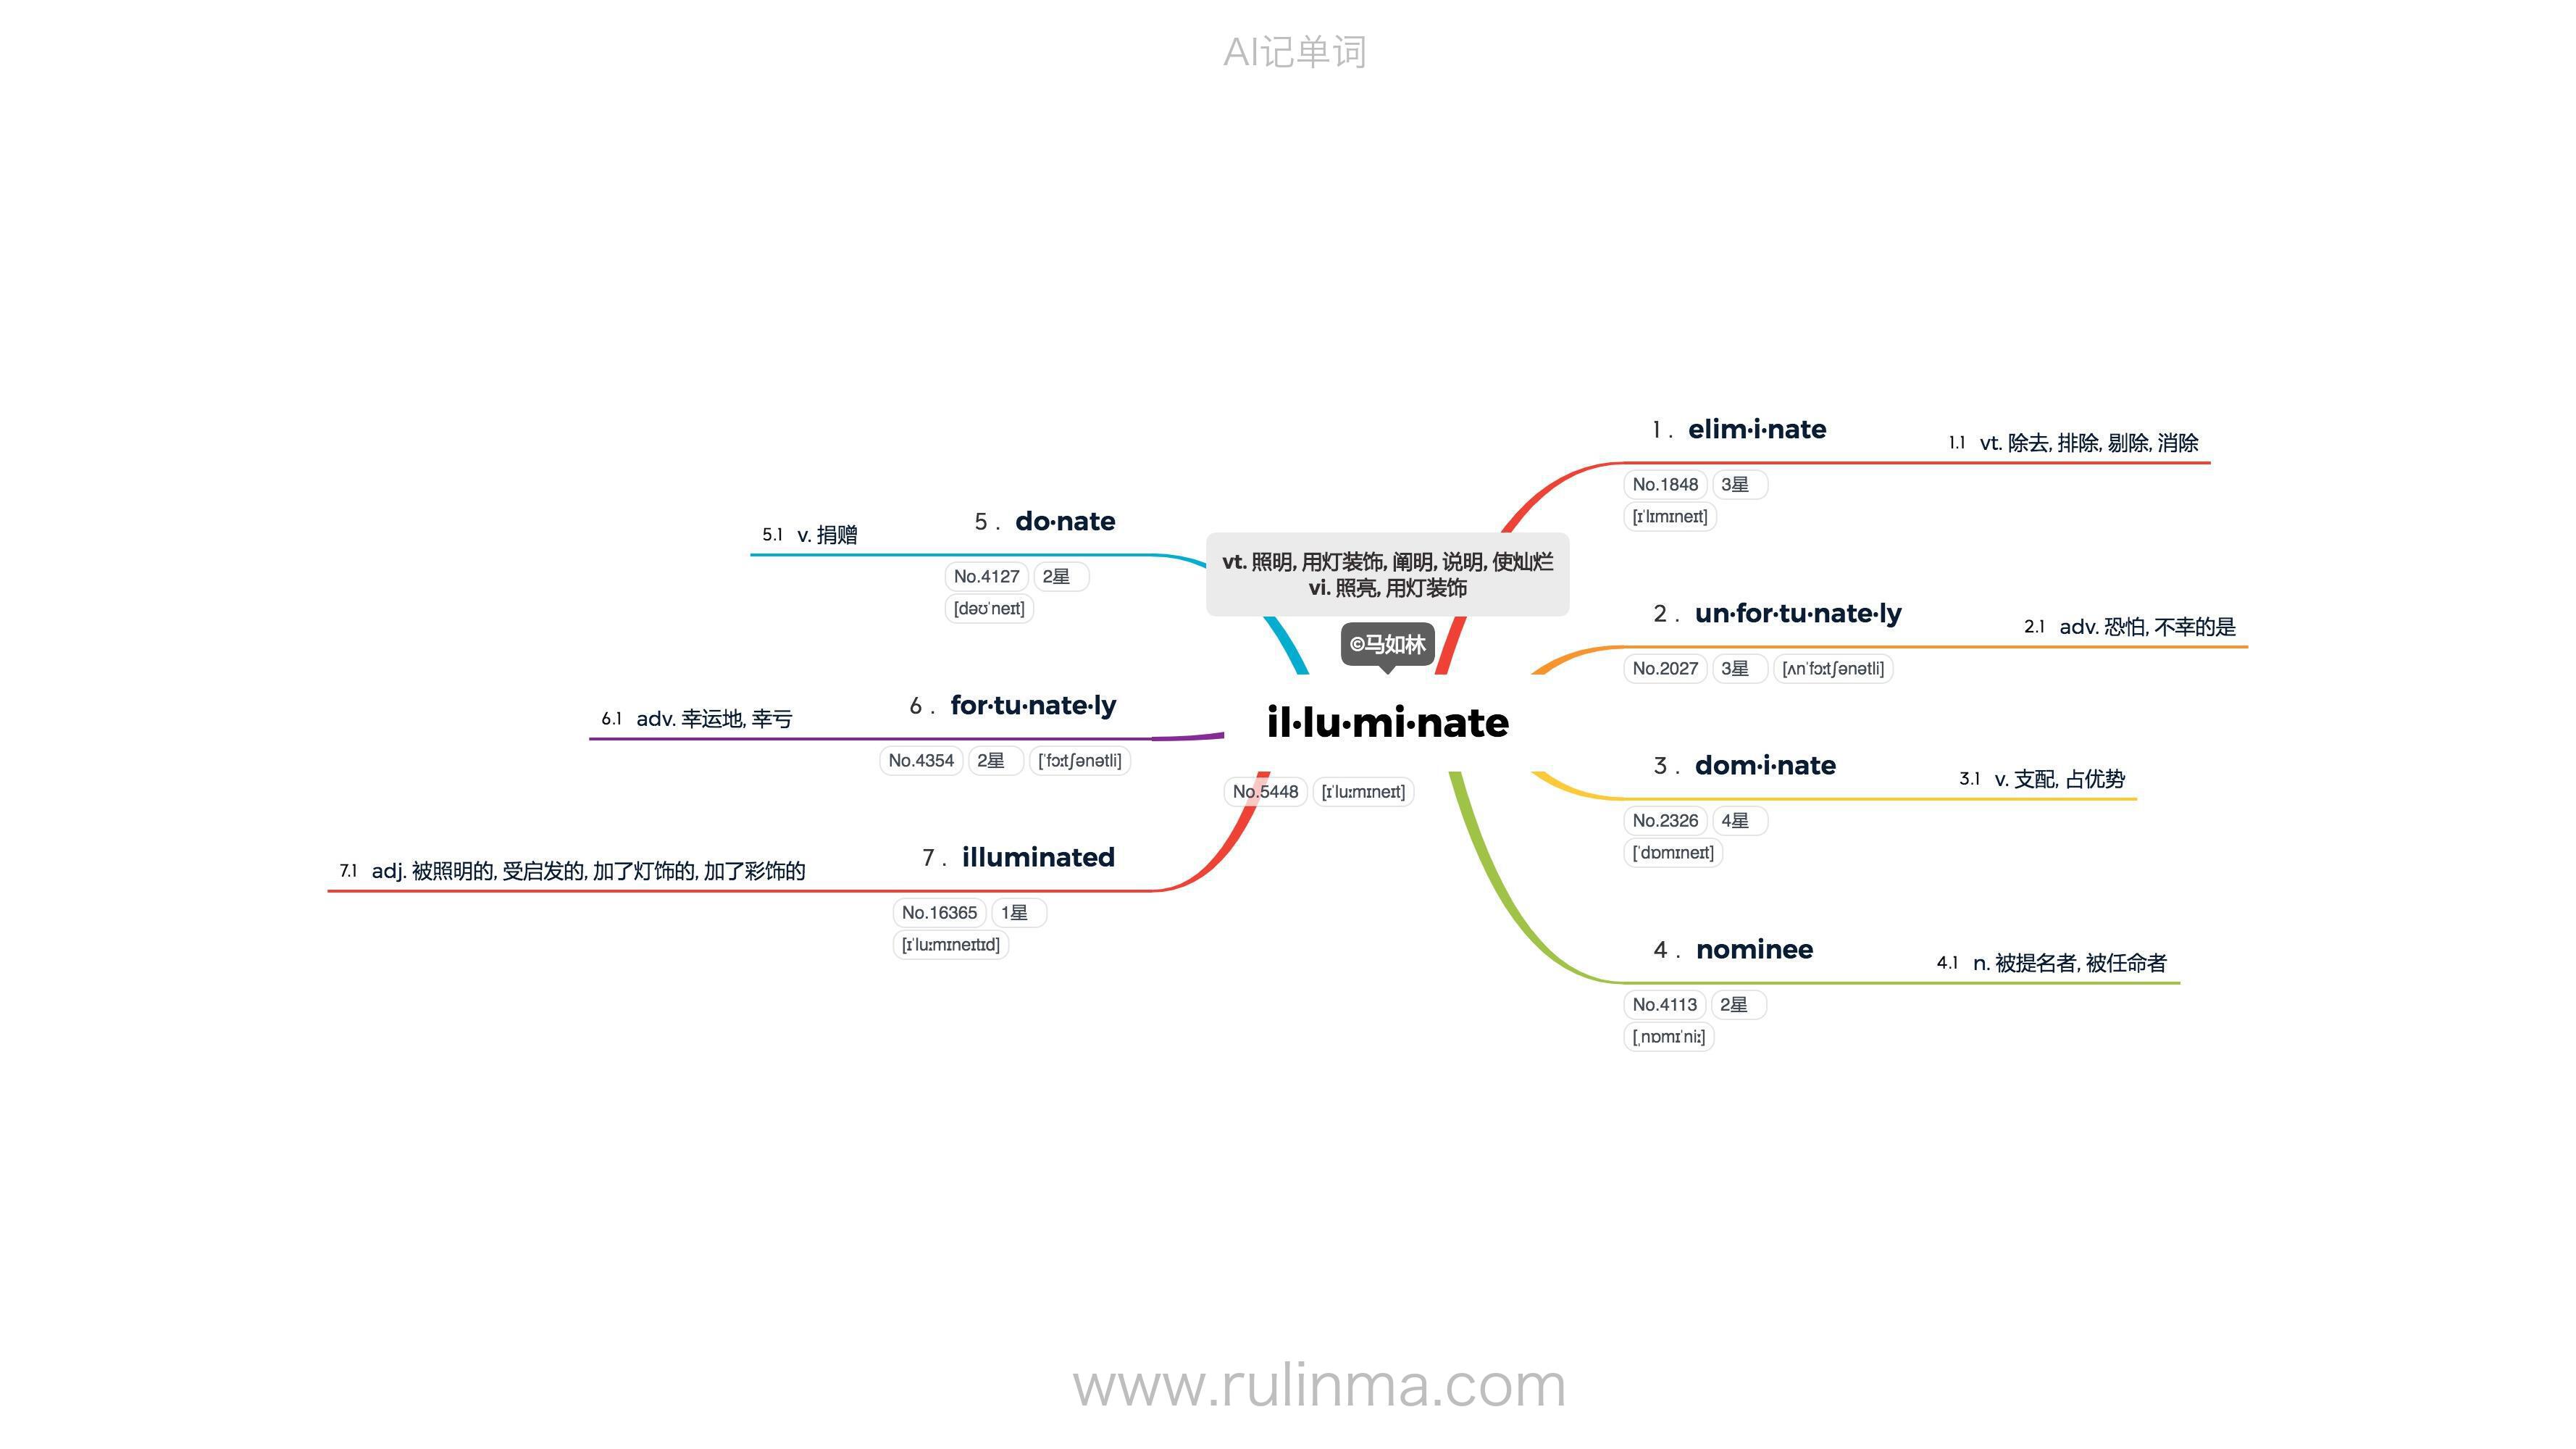 AI记单词
vt. 照明, 用灯装饰, 阐明, 说明, 使灿烂
vi. 照亮, 用灯装饰
©马如林
il·lu·mi·nate
No.5448 [ɪˈluːmɪneɪt]
1 . elim·i·nate
1.1 vt. 除去, 排除, 剔除, 消除
No.1848 3星
[ɪˈlɪmɪneɪt]
2 . un·for·tu·nate·ly
2.1 adv. 恐怕, 不幸的是
No.2027 3星 [ʌnˈfɔːtʃənətli]
3 . dom·i·nate
3.1 v. 支配, 占优势
No.2326 4星
[ˈdɒmɪneɪt]
4 . nominee
4.1 n. 被提名者, 被任命者
No.4113 2星
[ˌnɒmɪˈniː]
5 . do·nate
5.1 v. 捐赠
No.4127 2星
[dəʊˈneɪt]
6 . for·tu·nate·ly
6.1 adv. 幸运地, 幸亏
No.4354 2星 [ˈfɔːtʃənətli]
7 . illuminated
7.1 adj. 被照明的, 受启发的, 加了灯饰的, 加了彩饰的
No.16365 1星
[ɪˈluːmɪneɪtɪd]
www.rulinma.com